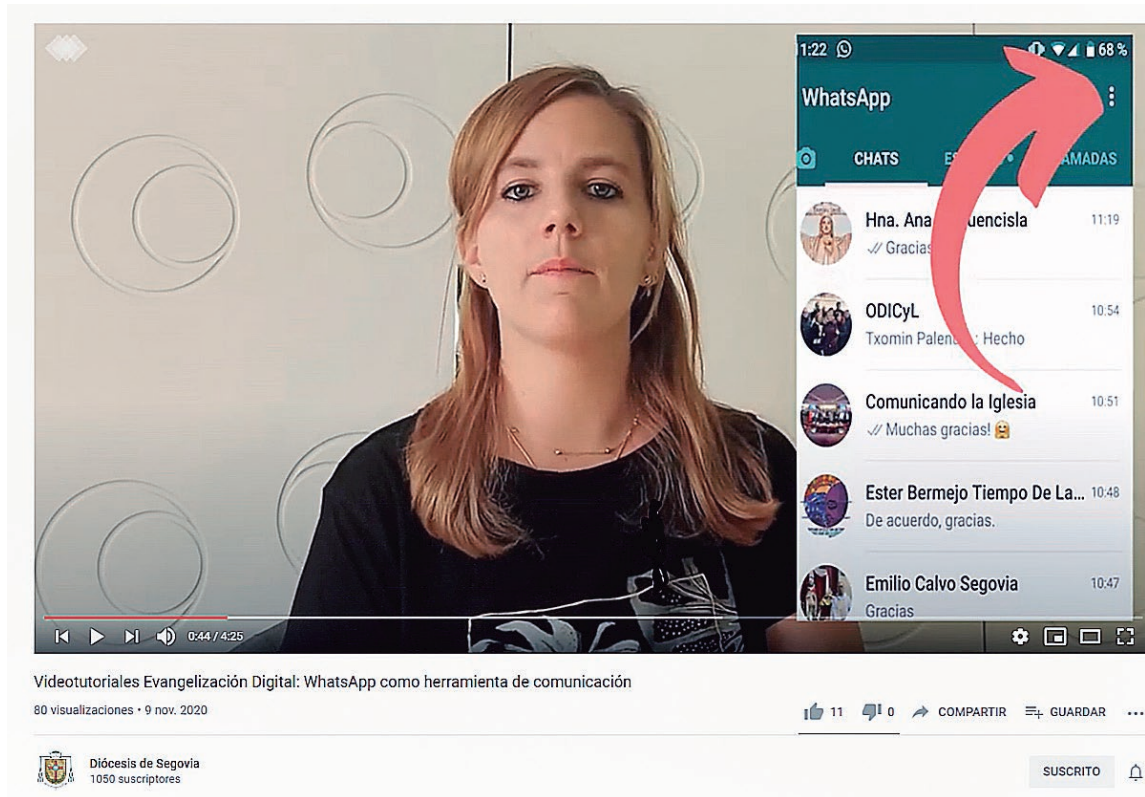 1:22 68 %
WhatsApp
CHATS
Hna. Ana 11:19
Gracias
ODICyL 10:54
Txomin : Hecho
Comunicando la Iglesia 10:51
Muchas gracias!
Ester Bermejo Tiempo De La... 10:48
De acuerdo, gracias.
Emilio Calvo Segovia 10:47
Gracias
0:44 / 4:25
Videotutoriales Evangelización Digital: WhatsApp como herramienta de comunicación
80 visualizaciones • 9 nov. 2020
11 0 COMPARTIR GUARDAR ...
Diócesis de Segovia
1050 suscriptores
SUSCRITO